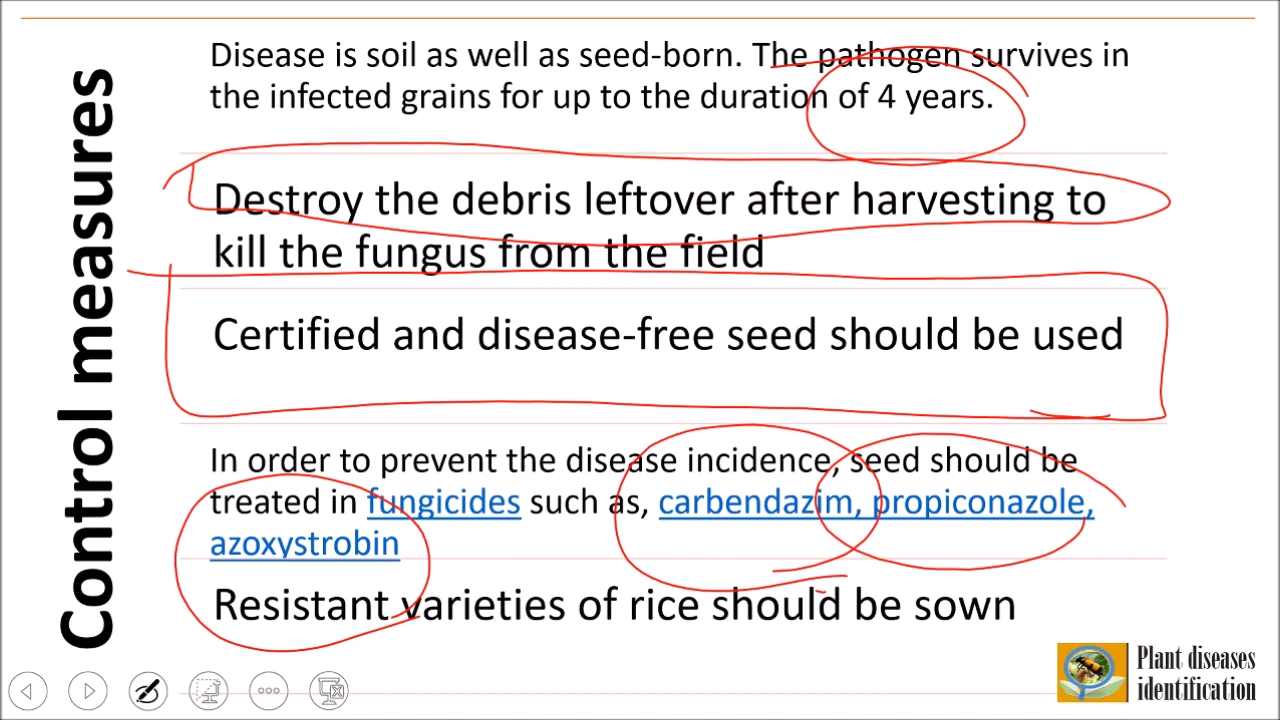 Control measures
Disease is soil as well as seed-born. The pathogen survives in
the infected grains for up to the duration of 4 years.
Destroy the debris leftover after harvesting to
kill the fungus from the field
Certified and disease-free seed should be used
In order to prevent the disease incidence, seed should be
treated in fungicides such as, carbendazim, propiconazole,
azoxystrobin
Resistant varieties of rice should be sown
Plant diseases
identification